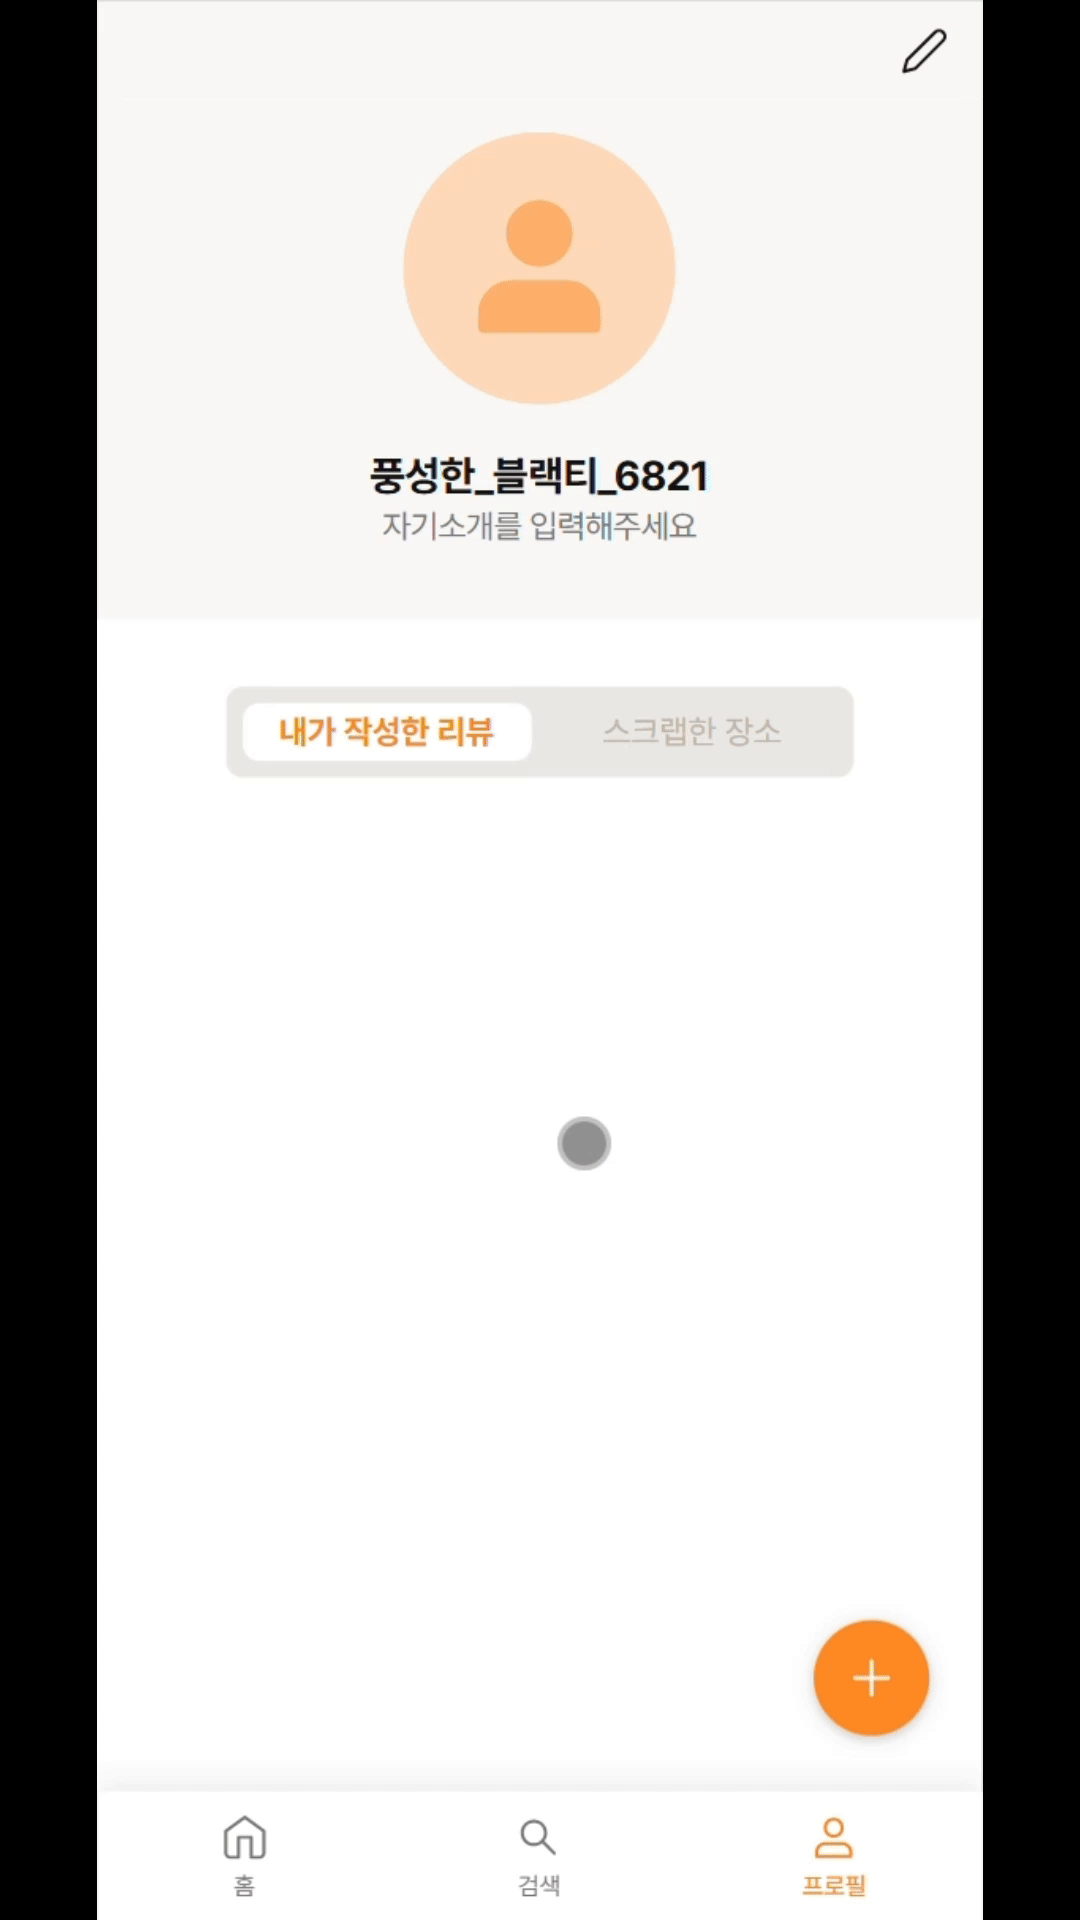 풍성한_블랙티_6821
자기소개를 입력해주세요
내가 작성한 리뷰
스크랩한 장소
홈
검색
프로필